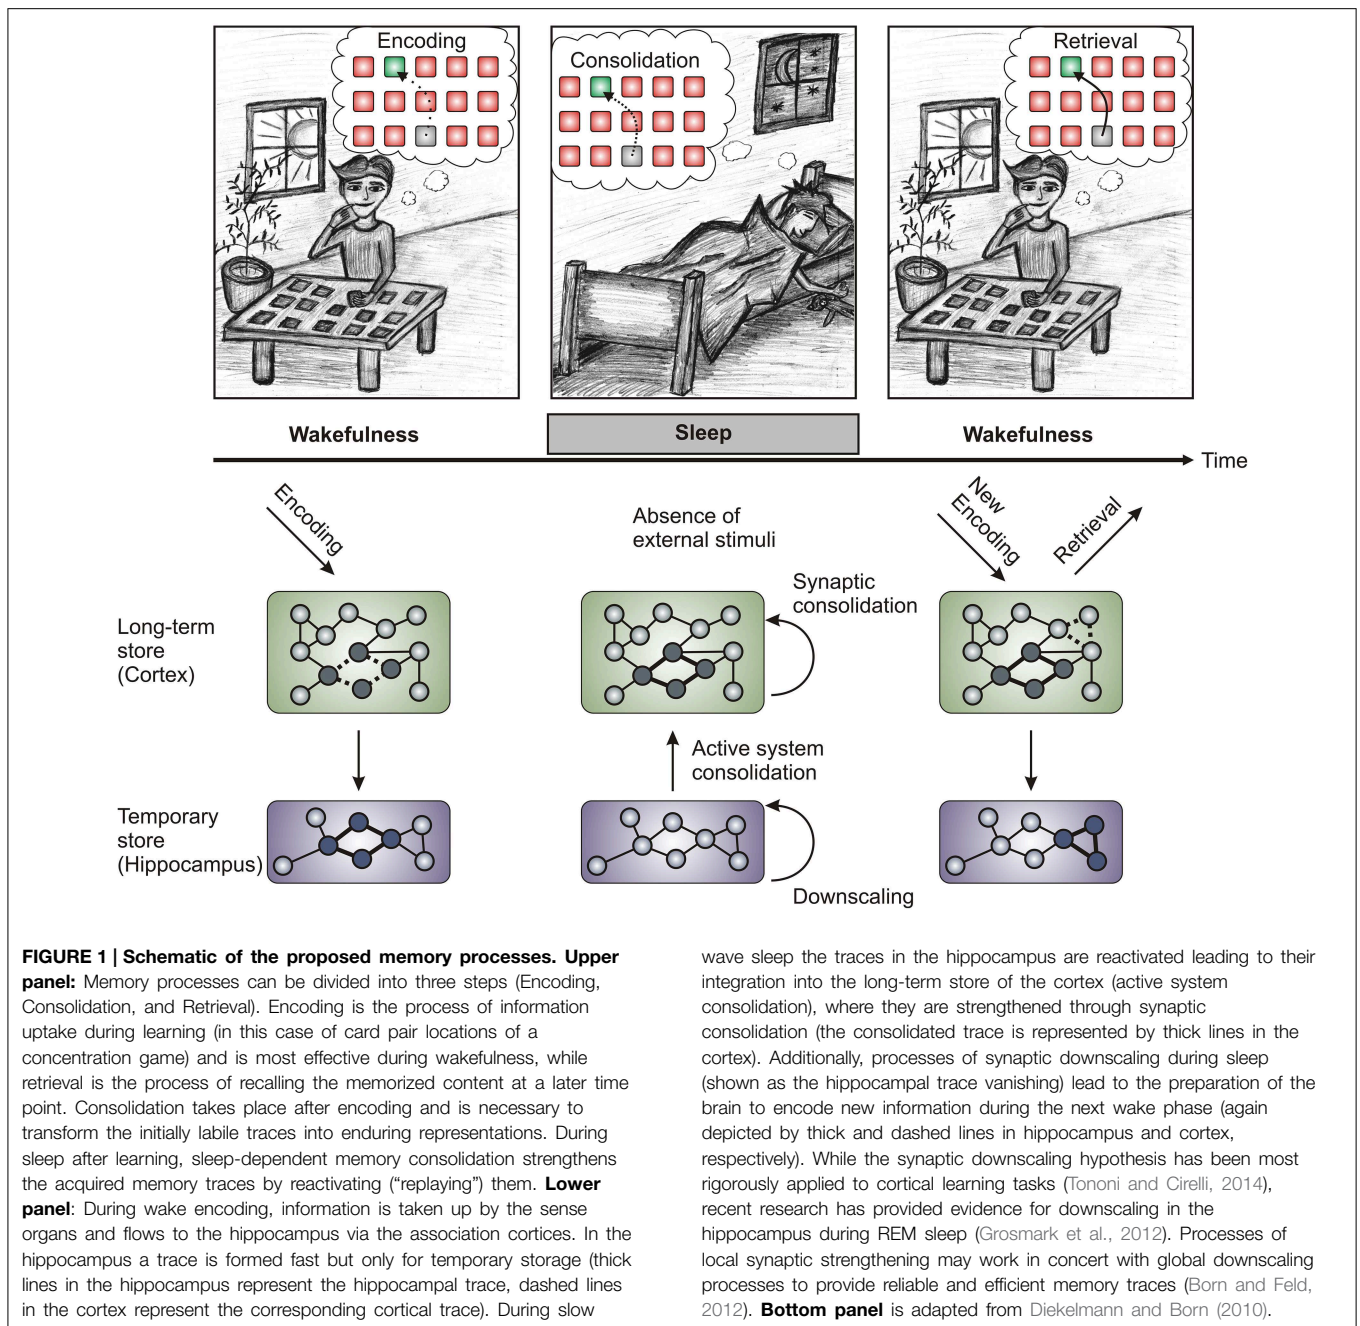 Encoding
Consolidation
Retrieval
Wakefulness
Sleep
Wakefulness
Time
Encoding
Absence of
external stimuli
New
Encoding
Retrieval
Synaptic
consolidation
Long-term
store
(Cortex)
Active system
consolidation
Temporary
store
(Hippocampus)
Downscaling
FIGURE 1 | Schematic of the proposed memory processes. Upper
panel: Memory processes can be divided into three steps (Encoding,
Consolidation, and Retrieval). Encoding is the process of information
uptake during learning (in this case of card pair locations of a
concentration game) and is most effective during wakefulness, while
retrieval is the process of recalling the memorized content at a later time
point. Consolidation takes place after encoding and is necessary to
transform the initially labile traces into enduring representations. During
sleep after learning, sleep-dependent memory consolidation strengthens
the acquired memory traces by reactivating (“replaying”) them. Lower
panel: During wake encoding, information is taken up by the sense
organs and flows to the hippocampus via the association cortices. In the
hippocampus a trace is formed fast but only for temporary storage (thick
lines in the hippocampus represent the hippocampal trace, dashed lines
in the cortex represent the corresponding cortical trace). During slow
wave sleep the traces in the hippocampus are reactivated leading to their
integration into the long-term store of the cortex (active system
consolidation), where they are strengthened through synaptic
consolidation (the consolidated trace is represented by thick lines in the
cortex). Additionally, processes of synaptic downscaling during sleep
(shown as the hippocampal trace vanishing) lead to the preparation of the
brain to encode new information during the next wake phase (again
depicted by thick and dashed lines in hippocampus and cortex,
respectively). While the synaptic downscaling hypothesis has been most
rigorously applied to cortical learning tasks (Tononi and Cirelli, 2014),
recent research has provided evidence for downscaling in the
hippocampus during REM sleep (Grosmark et al., 2012). Processes of
local synaptic strengthening may work in concert with global downscaling
processes to provide reliable and efficient memory traces (Born and Feld,
2012). Bottom panel is adapted from Diekelmann and Born (2010).